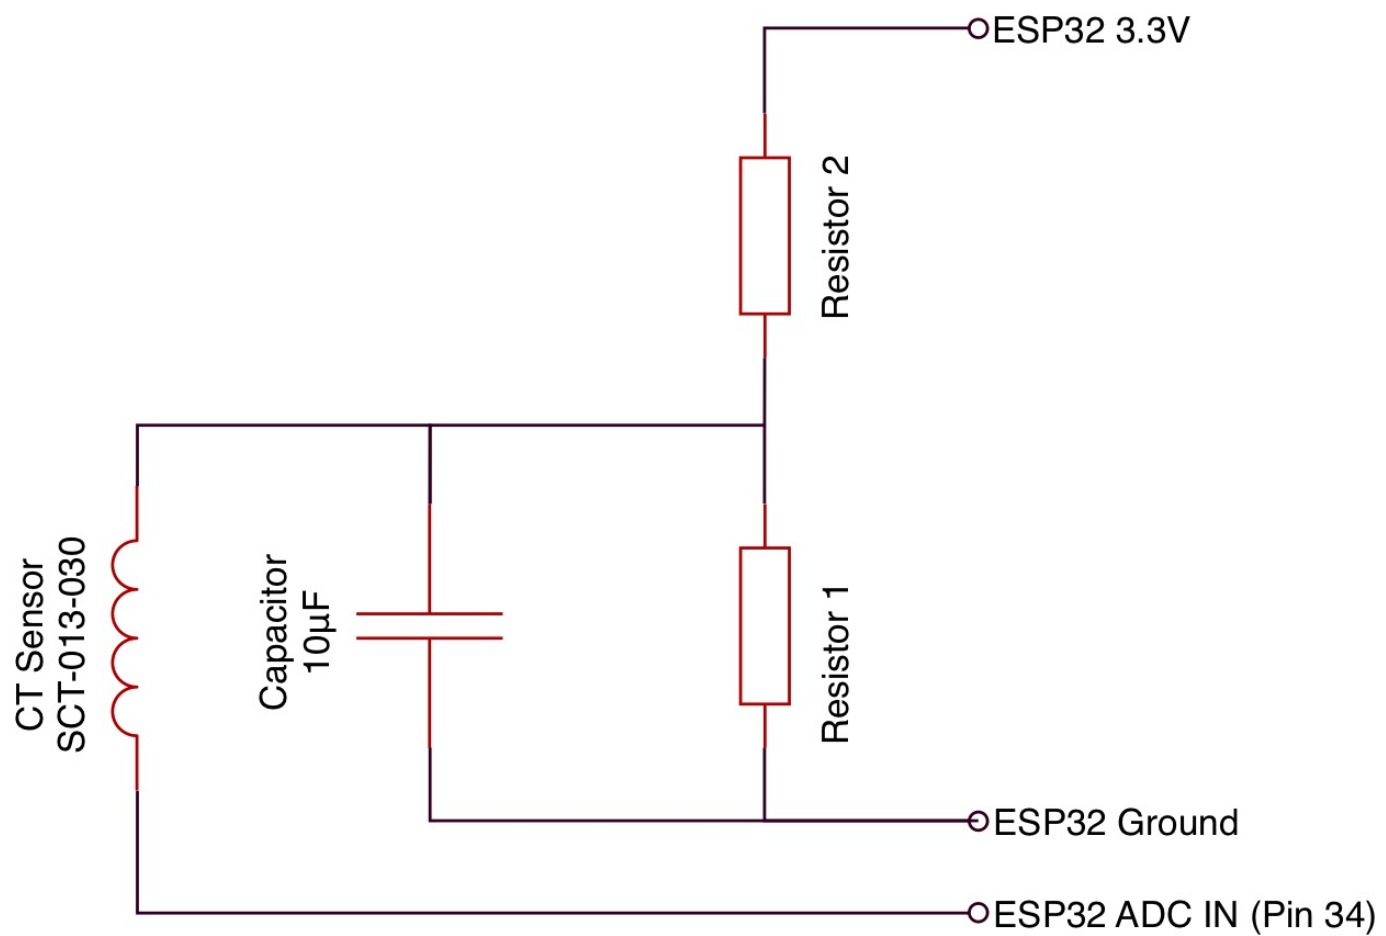 ESP32 3.3V
Resistor 2
CT Sensor
SCT-013-030
Capacitor
10µF
Resistor 1
ESP32 Ground
ESP32 ADC IN (Pin 34)